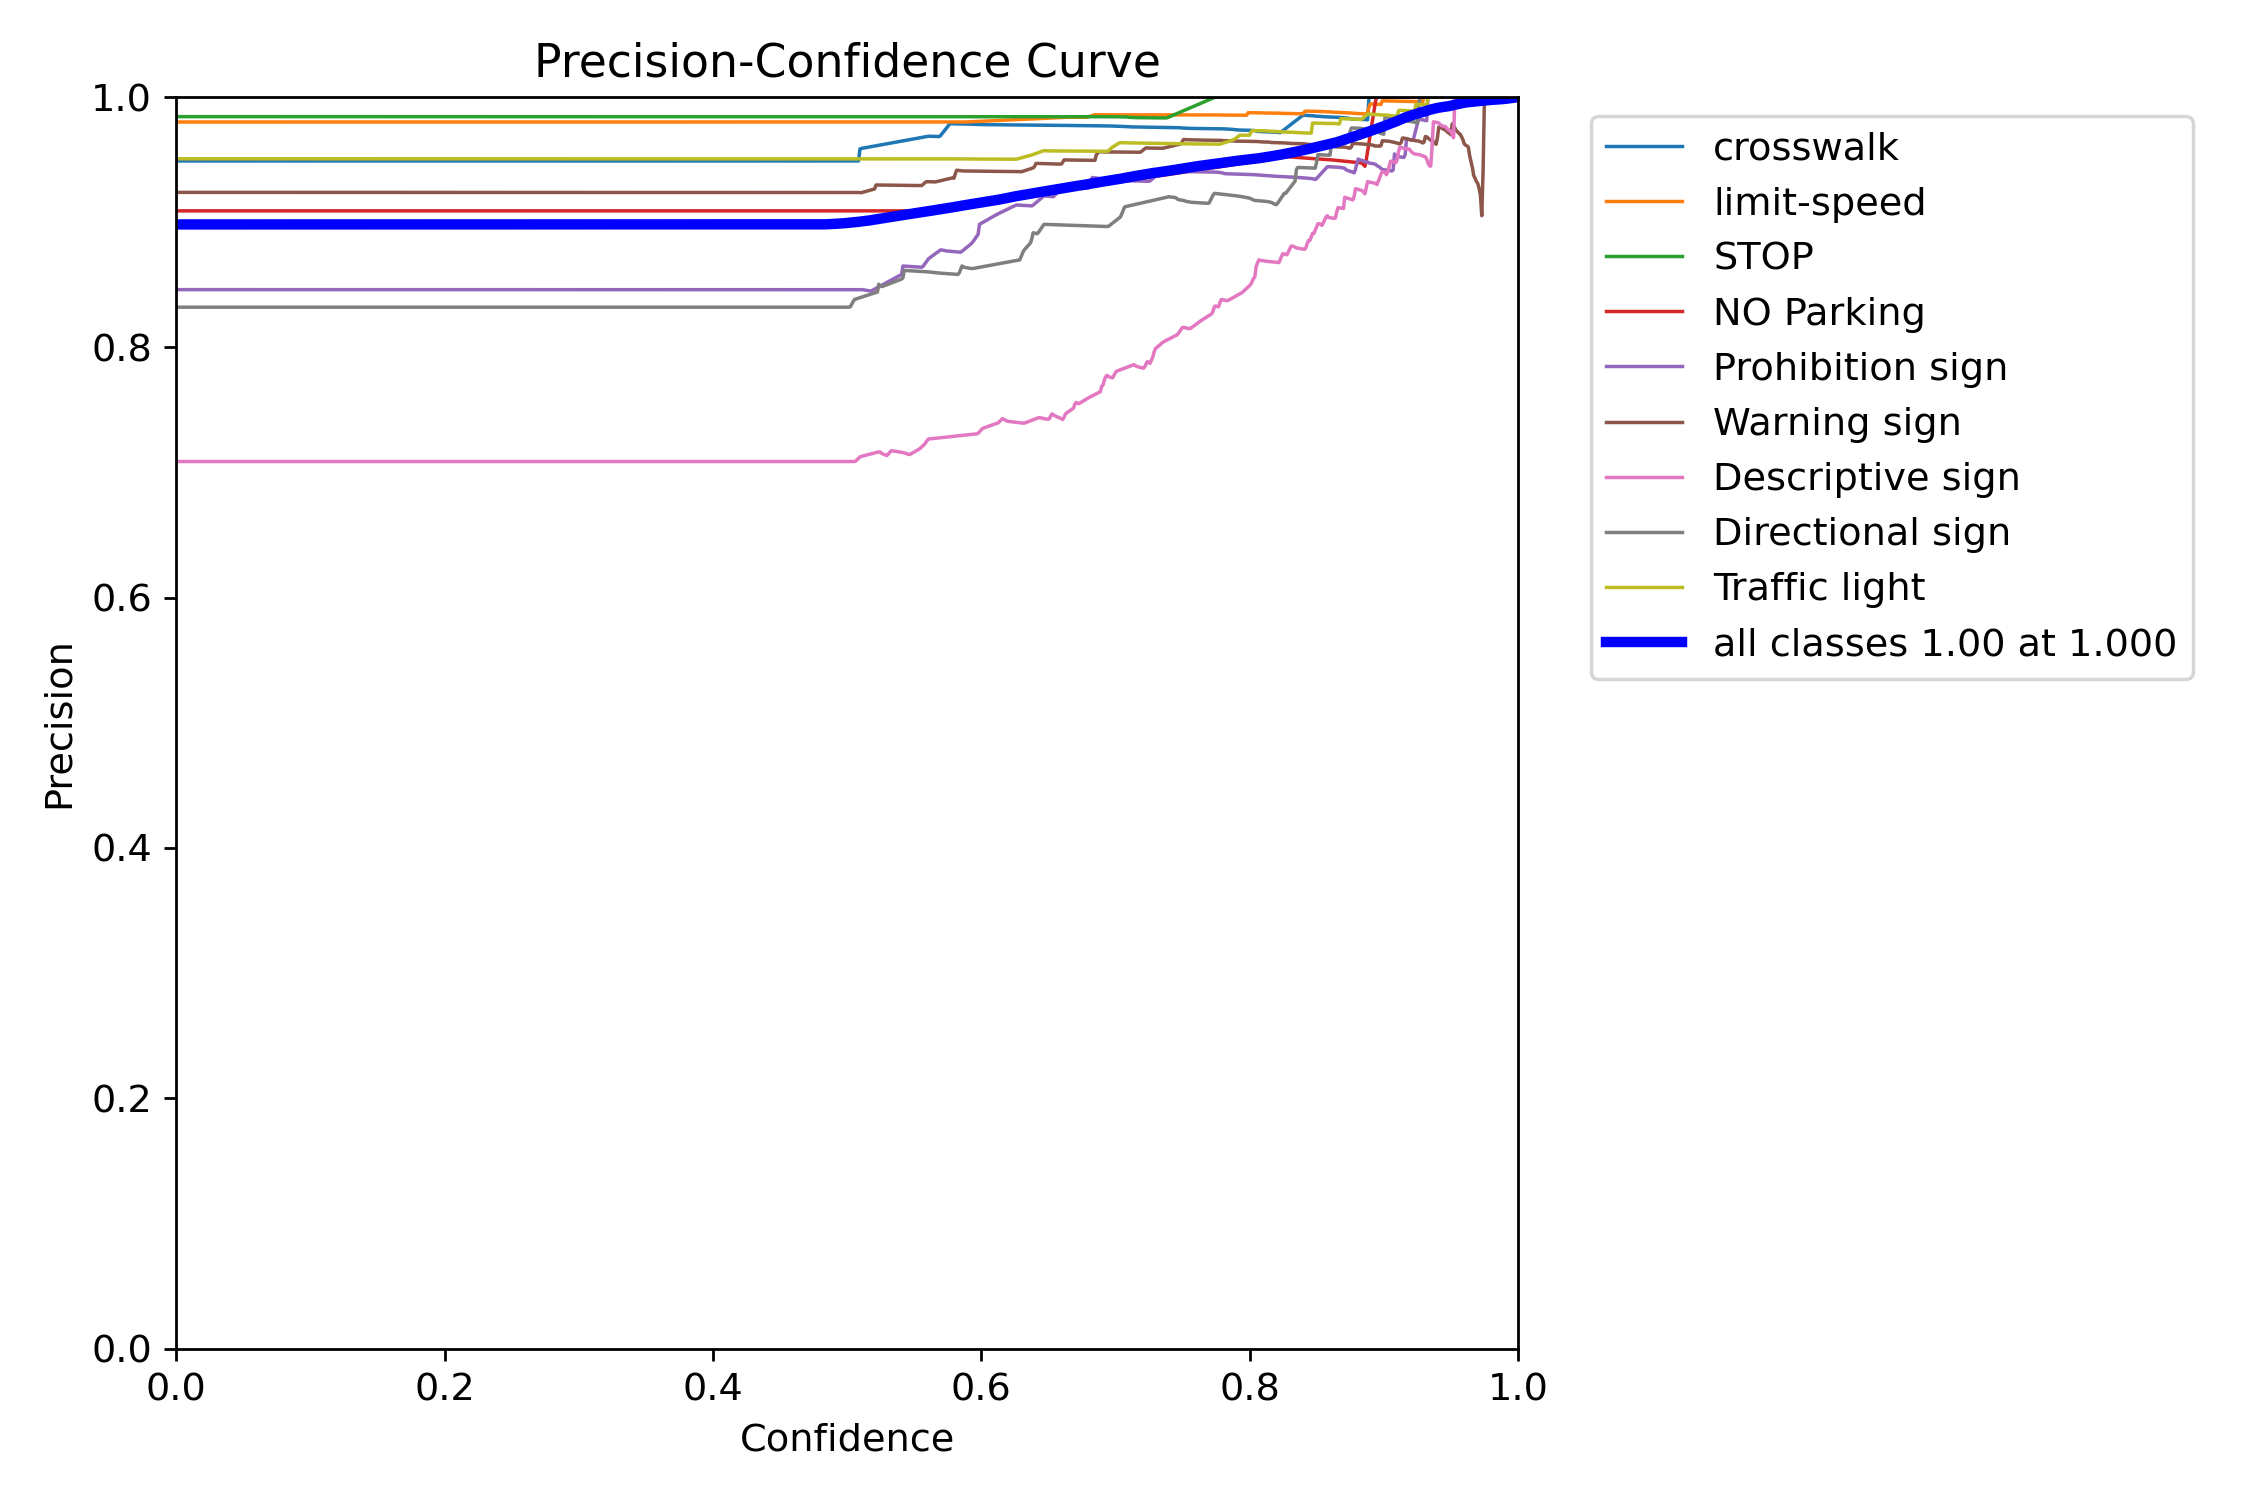 Precision-Confidence Curve
1.0
0.8
0.6
0.4
0.2
0.0
Precision
0.0 0.2 0.4 0.6 0.8 1.0
Confidence
crosswalk
limit-speed
STOP
NO Parking
Prohibition sign
Warning sign
Descriptive sign
Directional sign
Traffic light
all classes 1.00 at 1.000